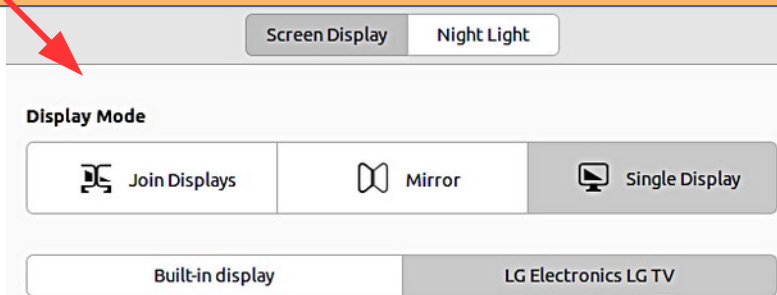 Screen Display Night Light
Display Mode
Join Displays Mirror Single Display
Built-in display LG Electronics LG TV